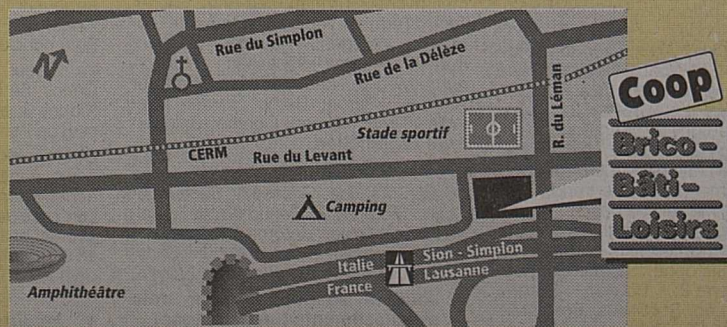 N
Rue du Simplon
Rue de la Délèze
R. du Léman
Coop
Brico-
Bâti-
Loisirs
Stade sportif
CERM
Rue du Levant
Camping
Italie
Sion - Simplon
France
Lausanne
Amphithéâtre